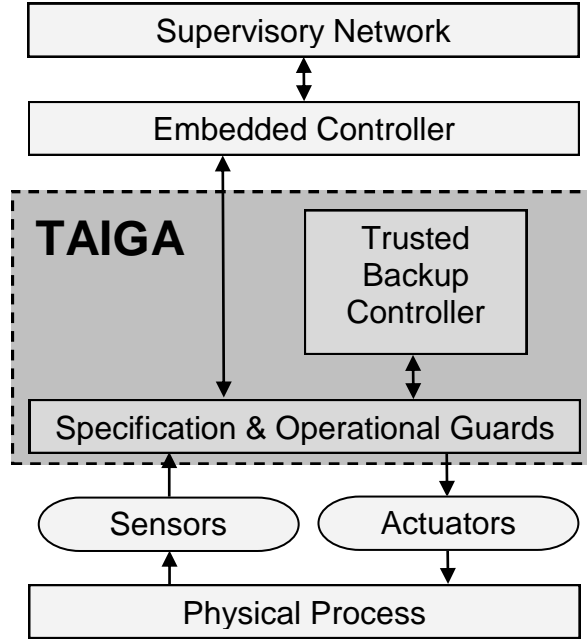 Supervisory Network
Embedded Controller
TAIGA
Trusted
Backup
Controller
Specification & Operational Guards
Sensors
Actuators
Physical Process